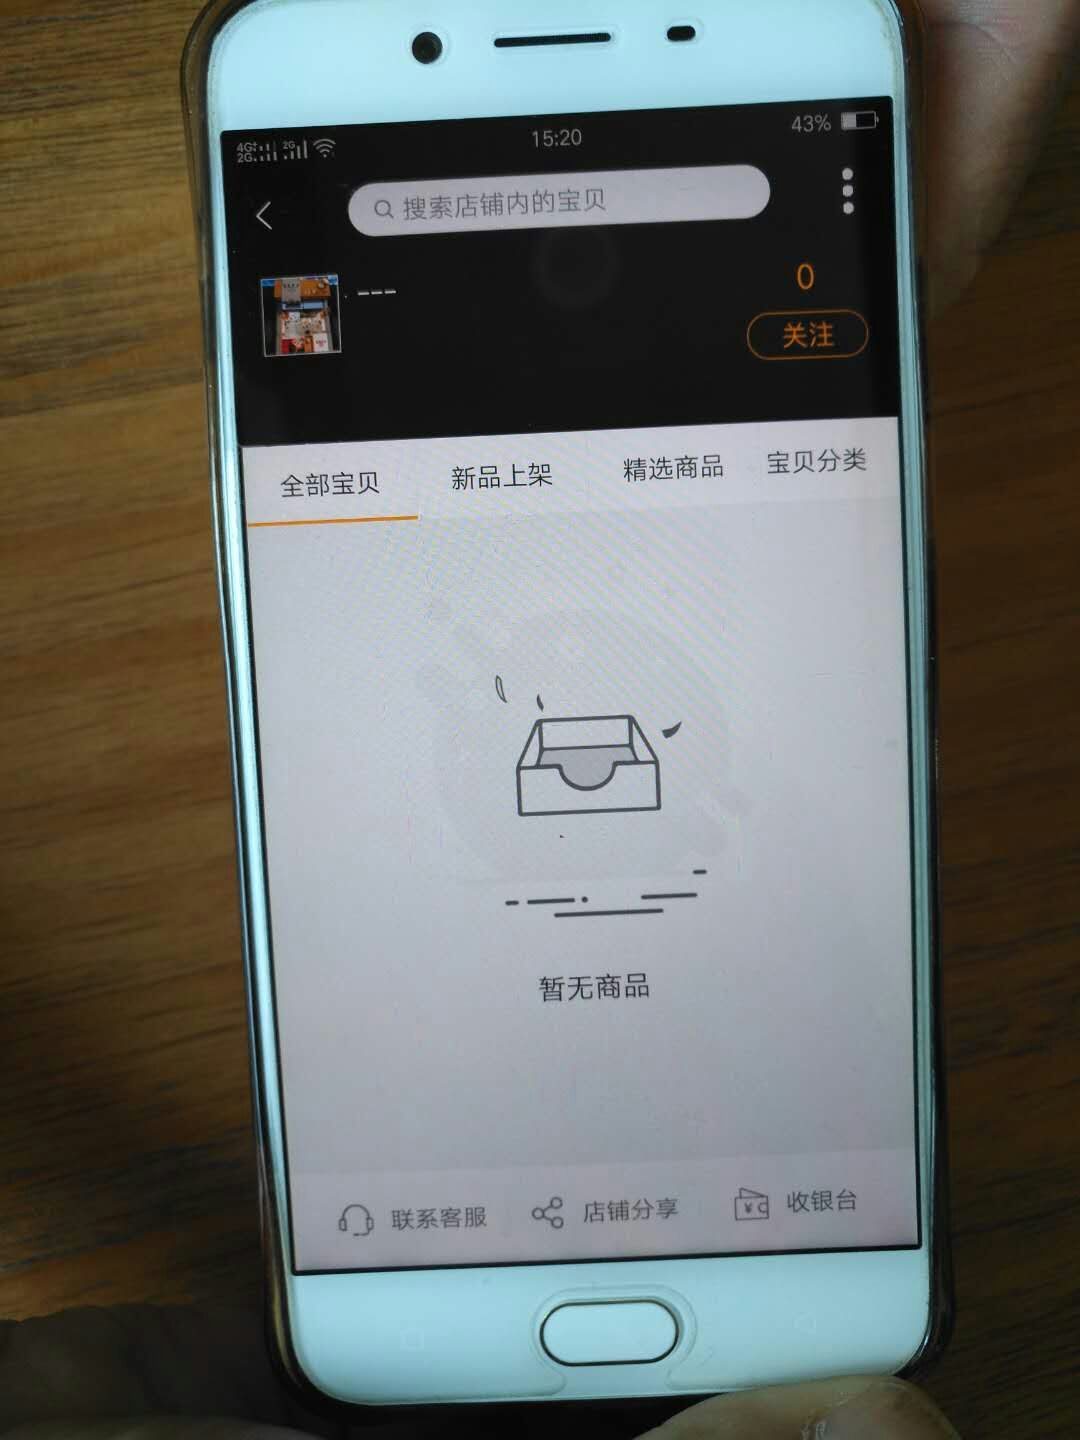 4G+ 2G
2G
15:20
43%
搜索店铺内的宝贝
---
0
关注
全部宝贝
新品上架
精选商品
宝贝分类
暂无商品
联系客服
店铺分享
收银台